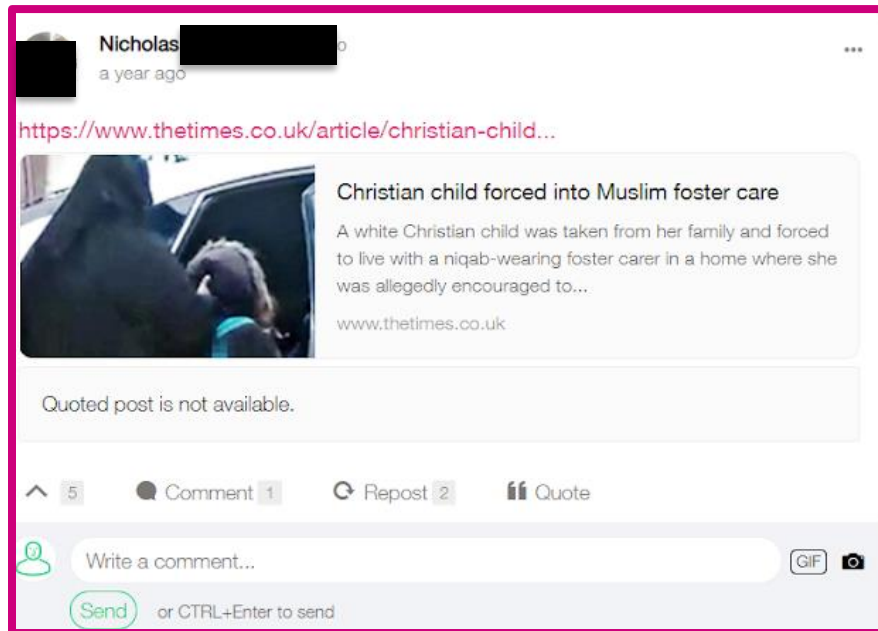 Nicholas
a year ago
https://www.thetimes.co.uk/article/christian-child...
Christian child forced into Muslim foster care
A white Christian child was taken from her family and forced
to live with a niqab-wearing foster carer in a home where she
was allegedly encouraged to...
www.thetimes.co.uk
Quoted post is not available.
5 Comment 1 Repost 2 Quote
Write a comment... GIF
Send or CTRL+Enter to send